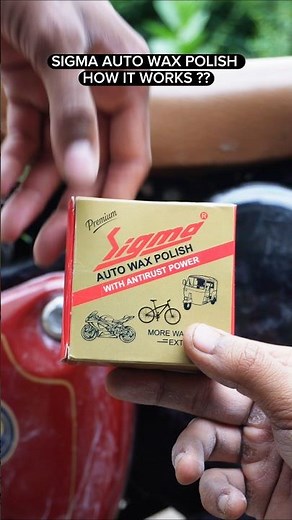 SIGMA AUTO WAX POLISH
HOW IT WORKS ??
Premium
Sigma ®
AUTO WAX POLISH
WITH ANTIRUST POWER
MORE WA
EXT